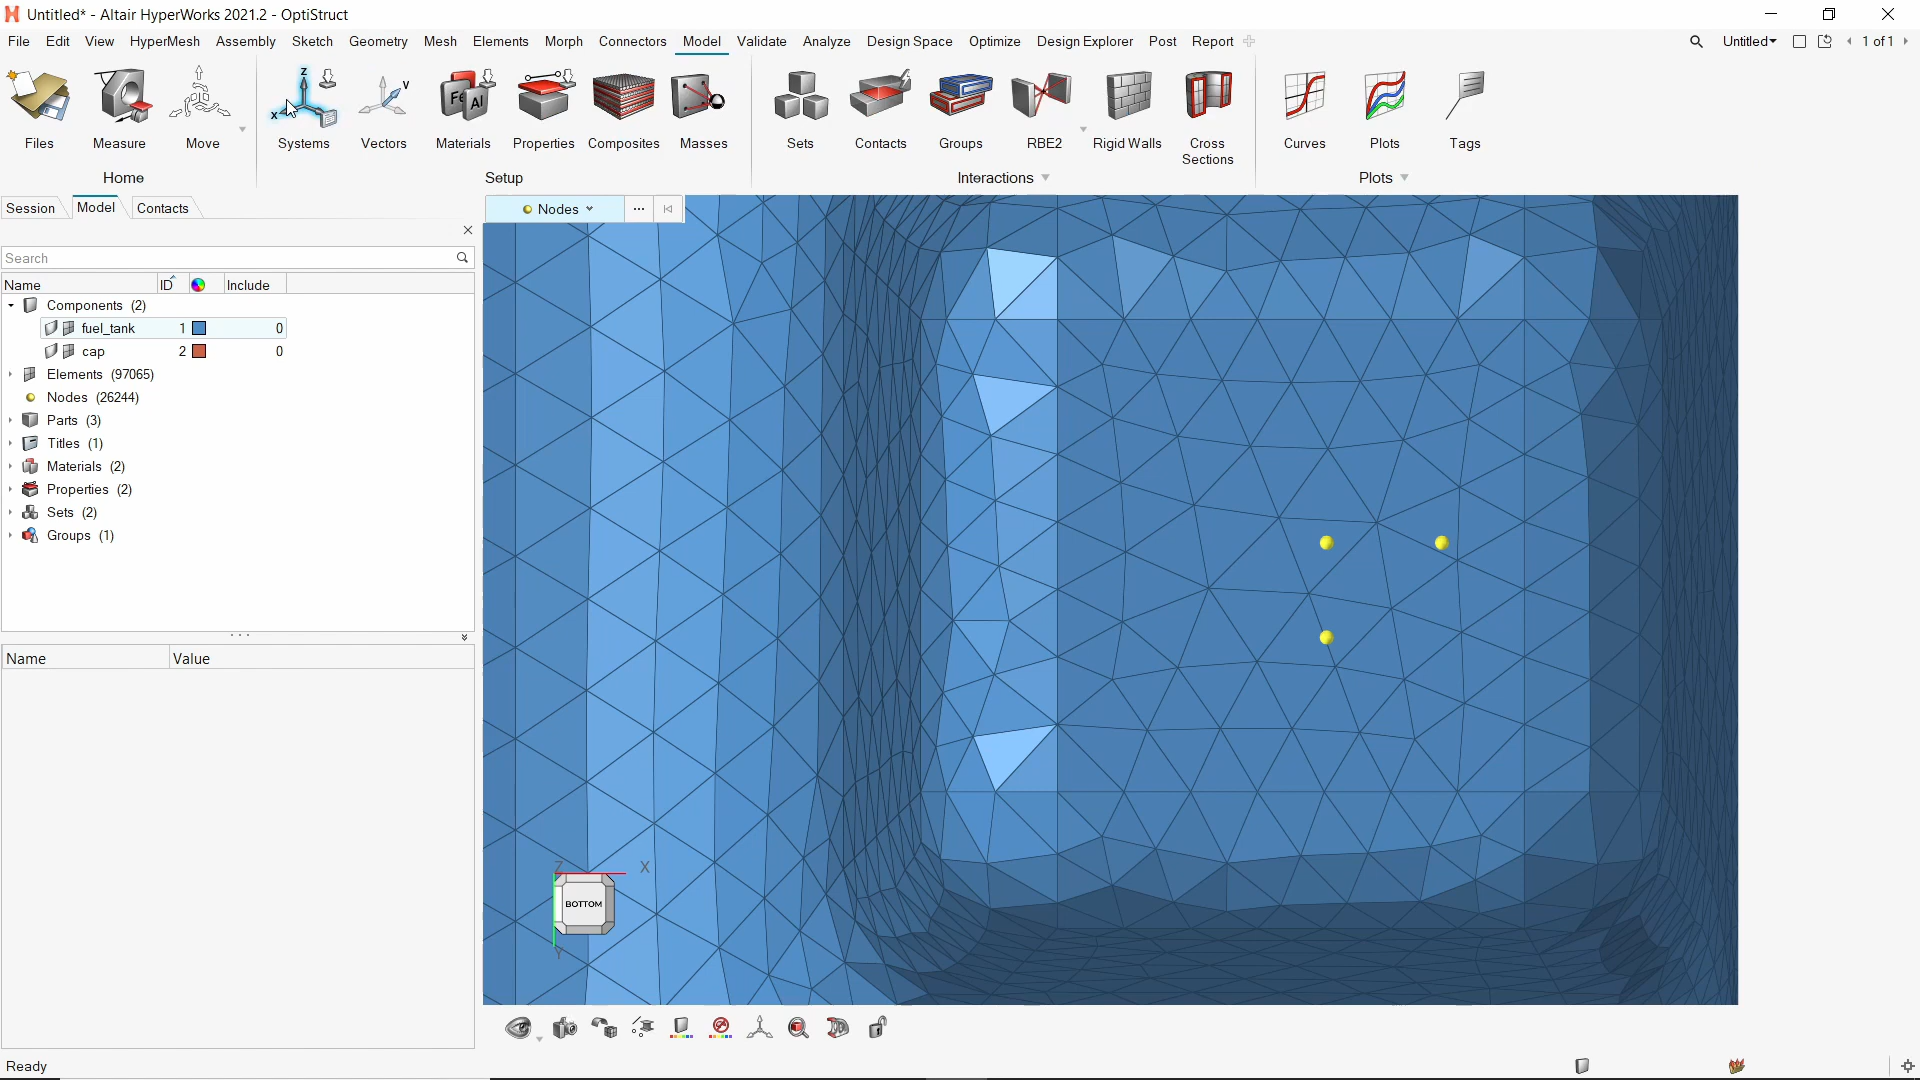 Untitled* - Altair HyperWorks 2021.2 - OptiStruct
File Edit View HyperMesh Assembly Sketch Geometry Mesh Elements Morph Connectors Model Validate Analyze Design Space Optimize Design Explorer Post Report Untitled 1 of 1
Files Measure Move Systems Vectors Materials Properties Composites Masses Sets Contacts Groups RBE2 Rigid Walls Cross Sections Curves Plots Tags
Home Setup Interactions Plots
Session Model Contacts
Nodes
Search
Name ID Include
Components (2)
fuel_tank 1 0
cap 2 0
Elements (97065)
Nodes (26244)
Parts (3)
Titles (1)
Materials (2)
Properties (2)
Sets (2)
Groups (1)
Name Value
Z X
BOTTOM
Y
Ready